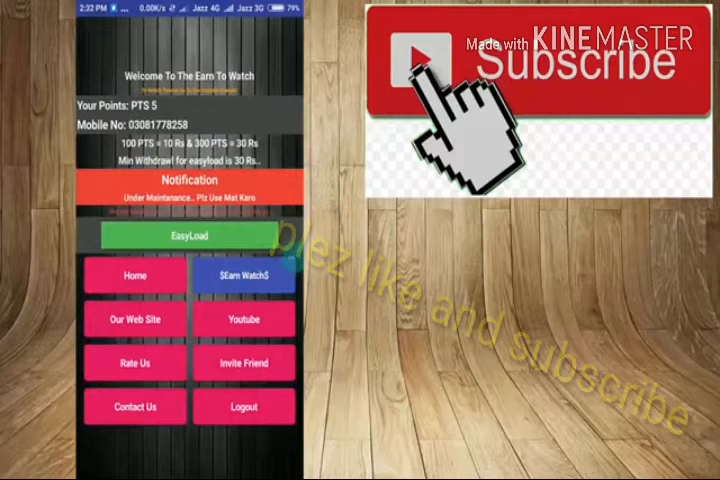 2:32 PM ... 0.00K/s Jazz 4G Jazz 3G 79%
Welcome To The Earn To Watch
Your Points: PTS 5
Mobile No: 03081778258
100 PTS = 10 Rs & 300 PTS = 30 Rs
Min Withdrawl for easyload is 30 Rs..
Notification
Under Maintanance.. Plz Use Mat Karo
EasyLoad
Home
$Earn Watch$
Our Web Site
Youtube
Rate Us
Invite Friend
Contact Us
Logout
Made with KINEMASTER
Subscribe
plez like and subscribe